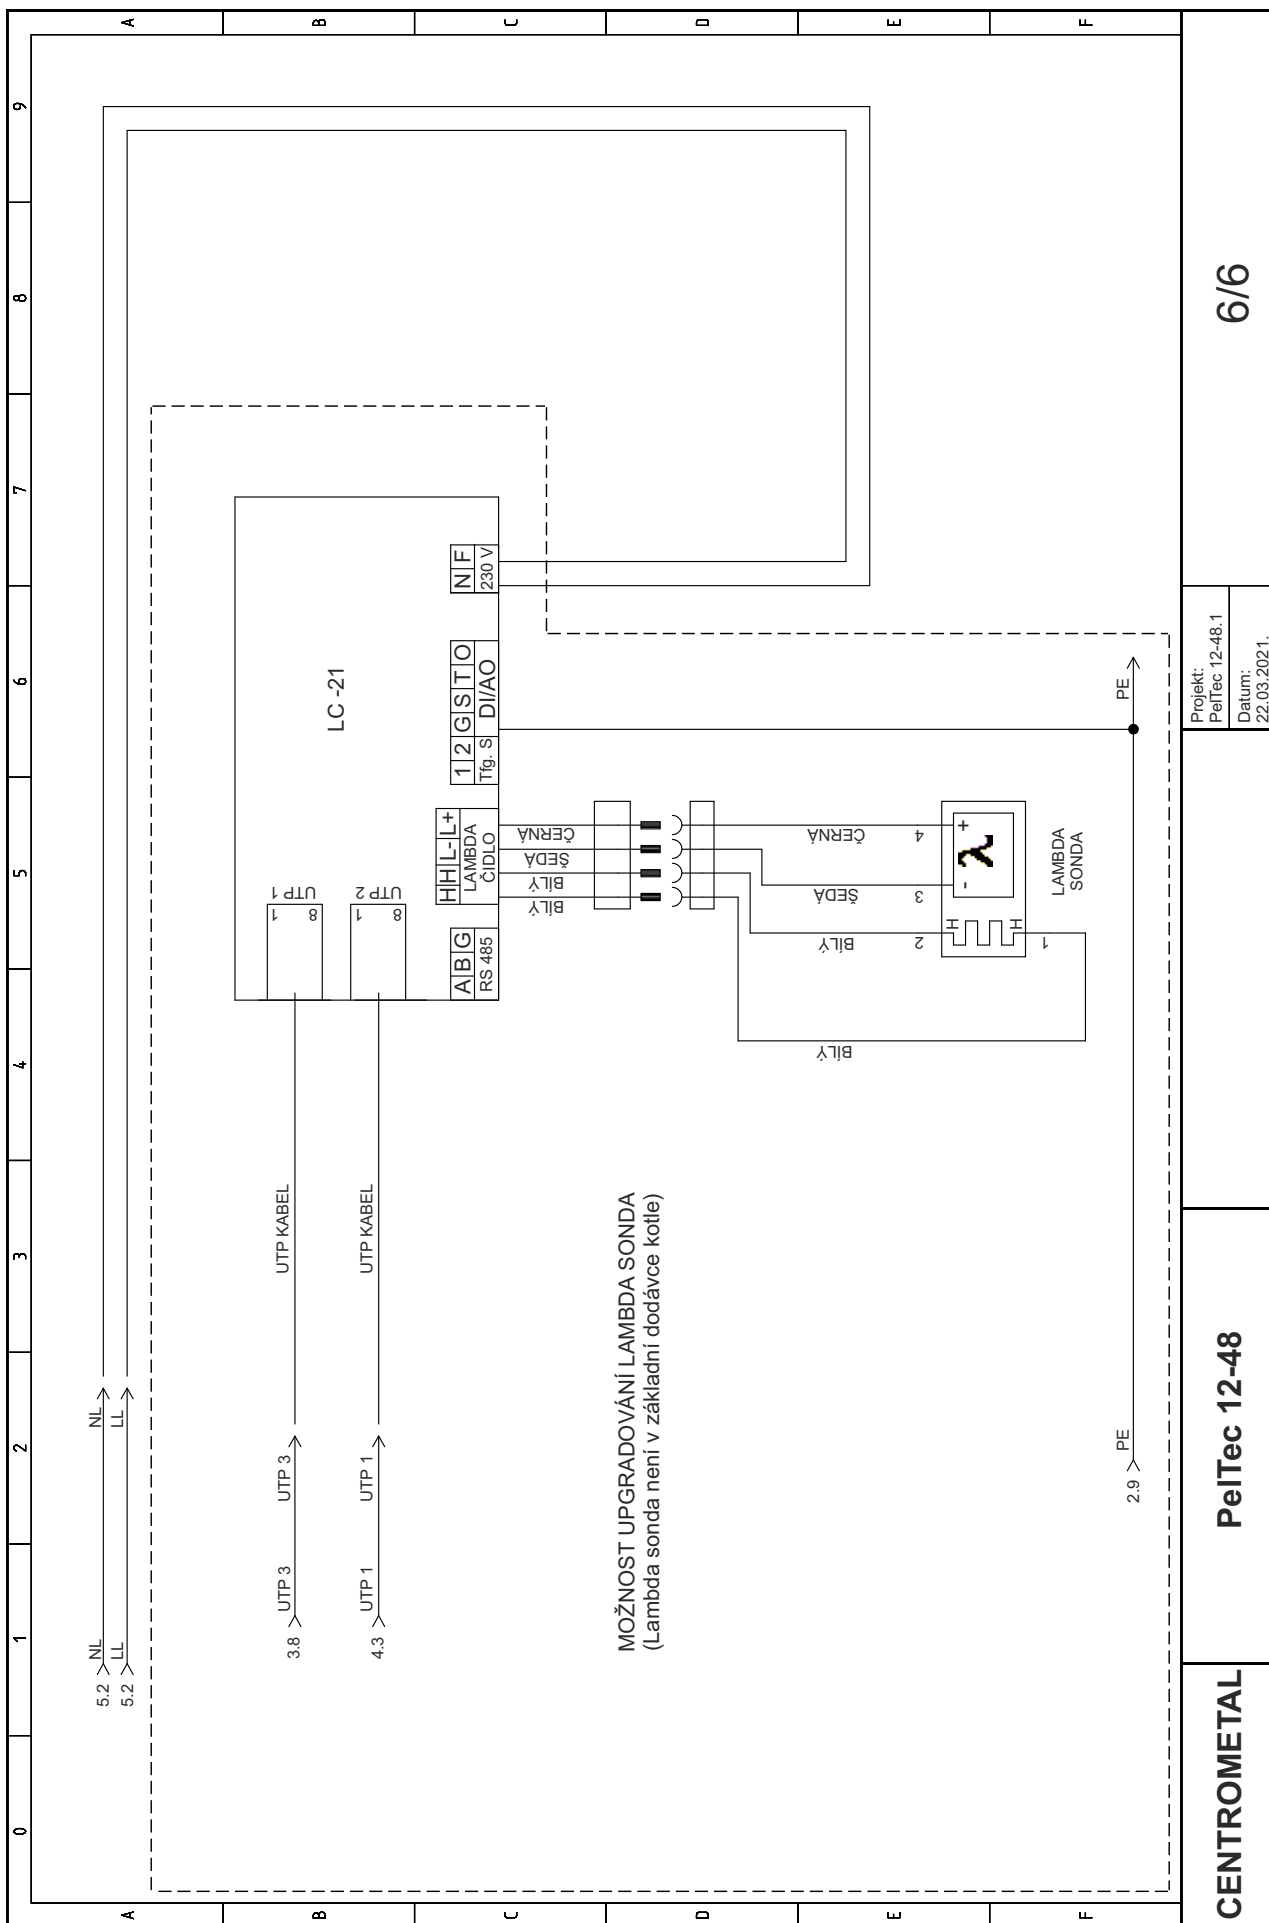 0 1 2 3 4 5 6 7 8 9
A A
B B
C C
D D
E E
F F
5.2 NL NL
5.2 LL LL
3.8 UTP 3 UTP 3 UTP KABEL
4.3 UTP 1 UTP 1 UTP KABEL
1 8 UTP 1
1 8 UTP 2
LC -21
A B G
RS 485
H H L- L+
LAMBDA
ČIDLO
1 2 G S T O
Tfg. S DI/AO
N F
230 V
BÍLÝ
BÍLÝ
ŠEDÁ
ČERNÁ
BÍLÝ
BÍLÝ
ŠEDÁ
ČERNÁ
1 2 3 4
H H
- λ +
LAMBDA
SONDA
MOŽNOST UPGRADOVÁNÍ LAMBDA SONDA
(Lambda sonda není v základní dodávce kotle)
2.9 PE PE
CENTROMETAL
PelTec 12-48
Projekt:
PelTec 12-48.1
Datum:
22.03.2021.
6/6